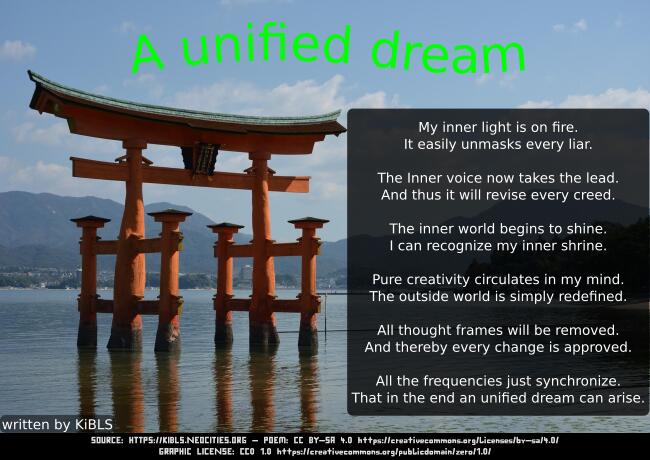 A unified dream
My inner light is on fire.
It easily unmasks every liar.
The Inner voice now takes the lead.
And thus it will revise every creed.
The inner world begins to shine.
I can recognize my inner shrine.
Pure creativity circulates in my mind.
The outside world is simply redefined.
All thought frames will be removed.
And thereby every change is approved.
All the frequencies just synchronize.
That in the end an unified dream can arise.
written by KiBLS
SOURCE: HTTPS://KIBLS.NEOCITIES.ORG – POEM: CC BY–SA 4.0 https://creativecommons.org/licenses/by–sa/4.0/
GRAPHIC LICENSE: CC0 1.0 https://creativecommons.org/publicdomain/zero/1.0/